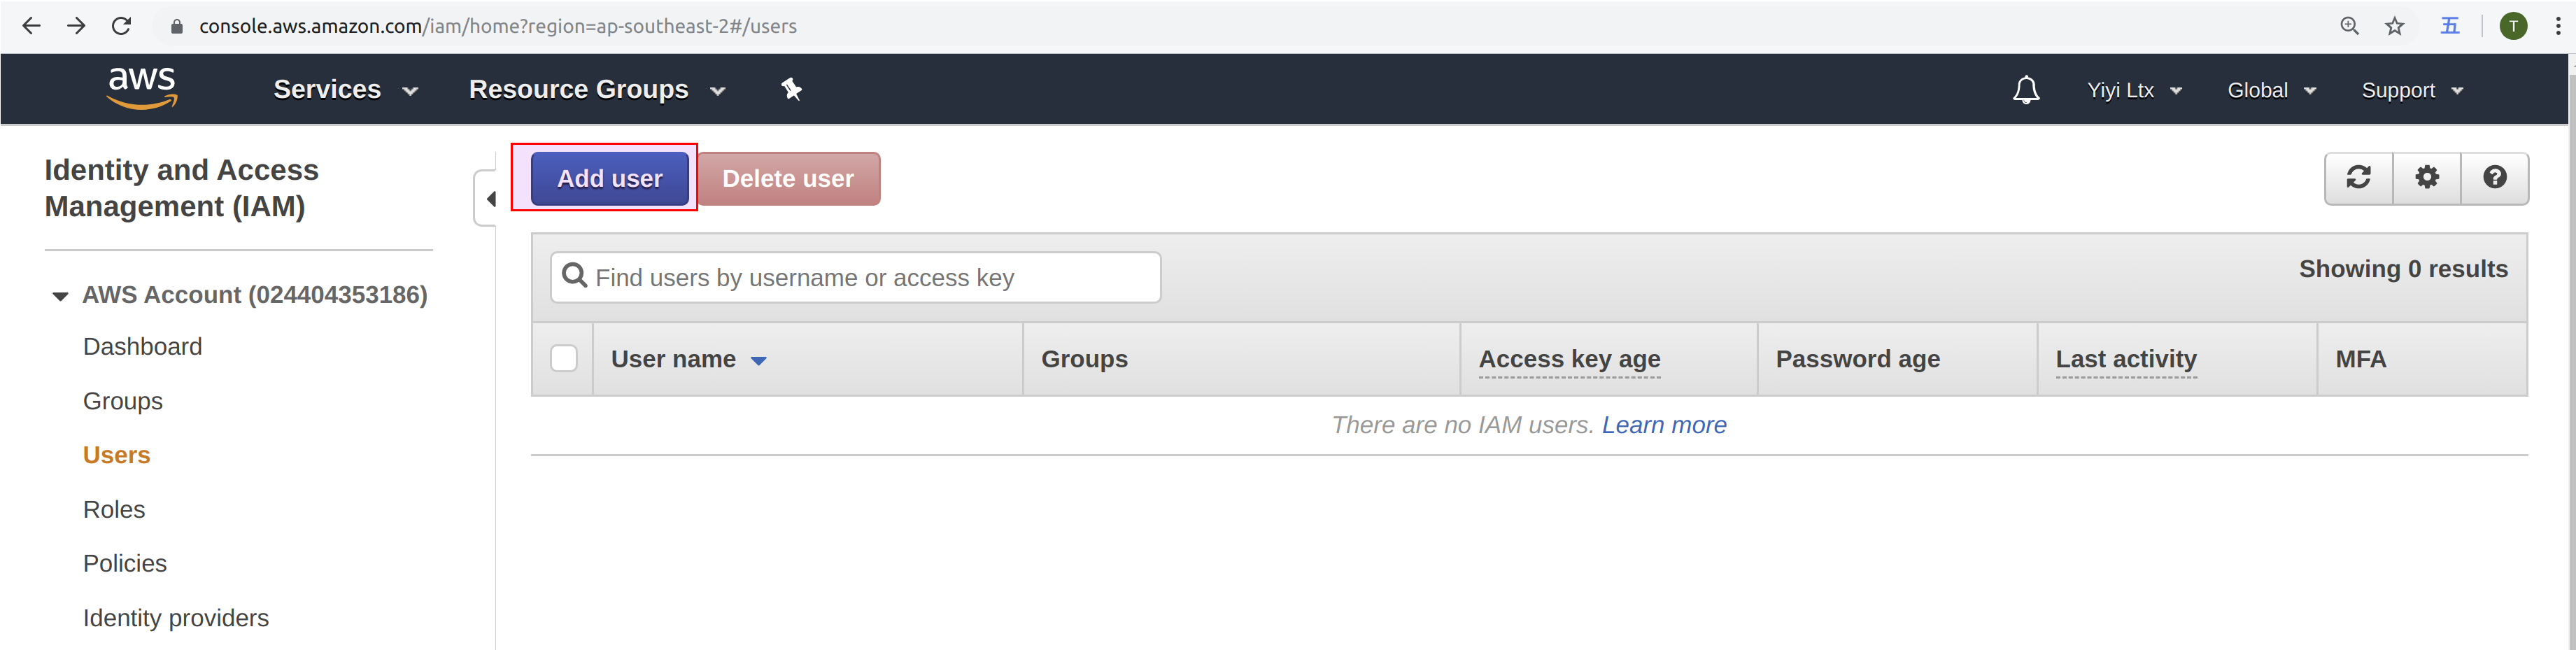 console.aws.amazon.com/iam/home?region=ap-southeast-2#/users
五
T
aws
Services
Resource Groups
Yiyi Ltx
Global
Support
Identity and Access
Management (IAM)
AWS Account (024404353186)
Dashboard
Groups
Users
Roles
Policies
Identity providers
Add user
Delete user
Find users by username or access key
Showing 0 results
User name
Groups
Access key age
Password age
Last activity
MFA
There are no IAM users. Learn more